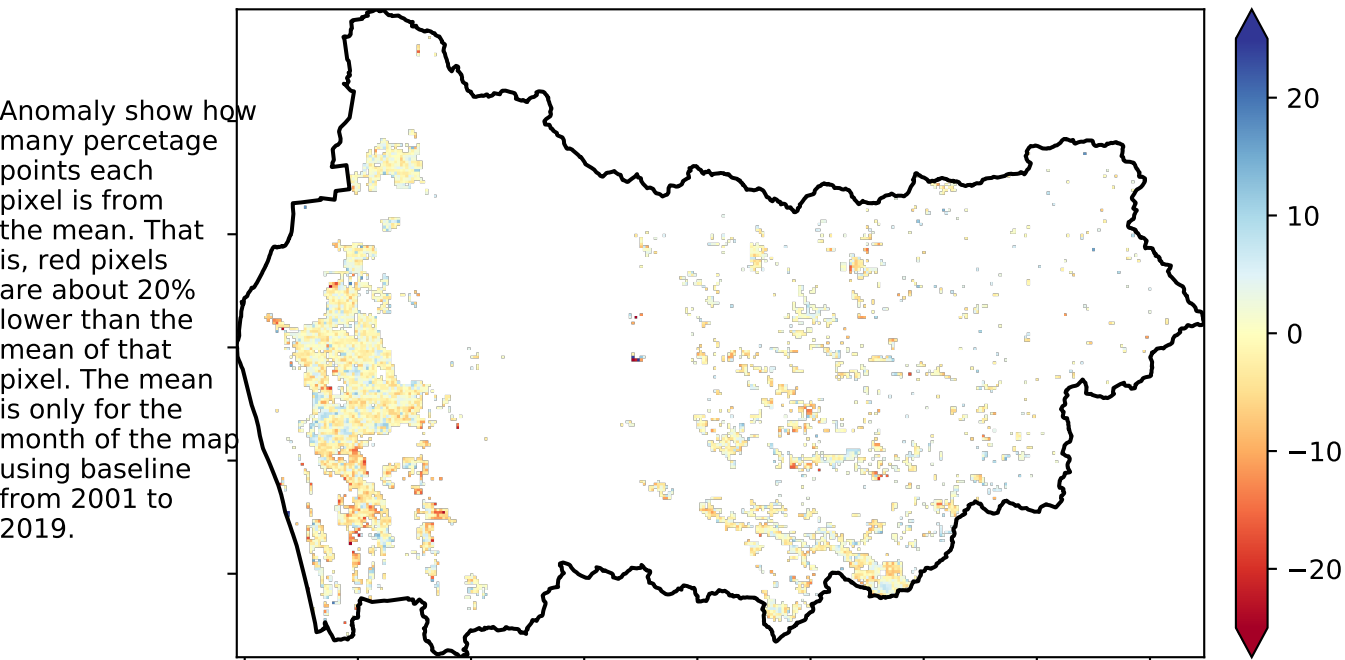 Anomaly show how
many percetage
points each
pixel is from
the mean. That
is, red pixels
are about 20%
lower than the
mean of that
pixel. The mean
is only for the
month of the map
using baseline
from 2001 to
2019.
20
10
0
−10
−20